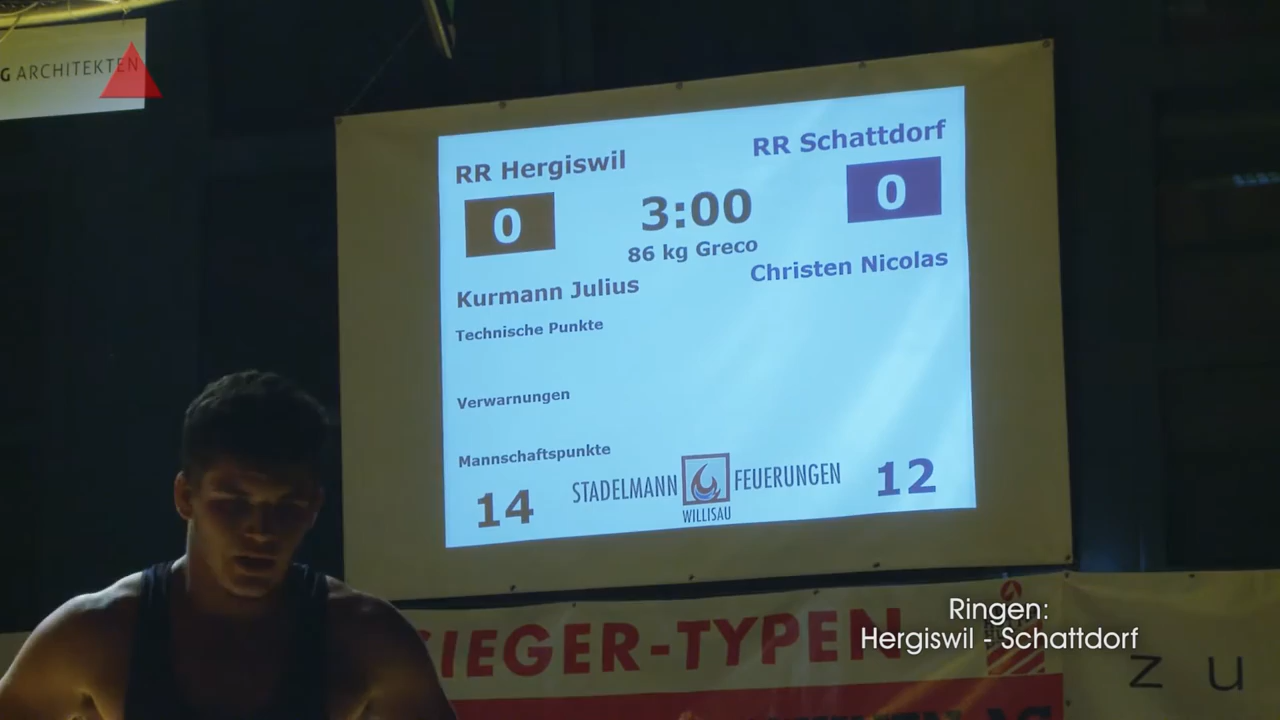 G ARCHITEKTEN
RR Hergiswil
RR Schattdorf
0
3:00
0
86 kg Greco
Kurmann Julius
Christen Nicolas
Technische Punkte
Verwarnungen
Mannschaftspunkte
14
STADELMANN FEUERUNGEN
WILLISAU
12
SIEGER-TYPEN
Ringen:
Hergiswil - Schattdorf
zu